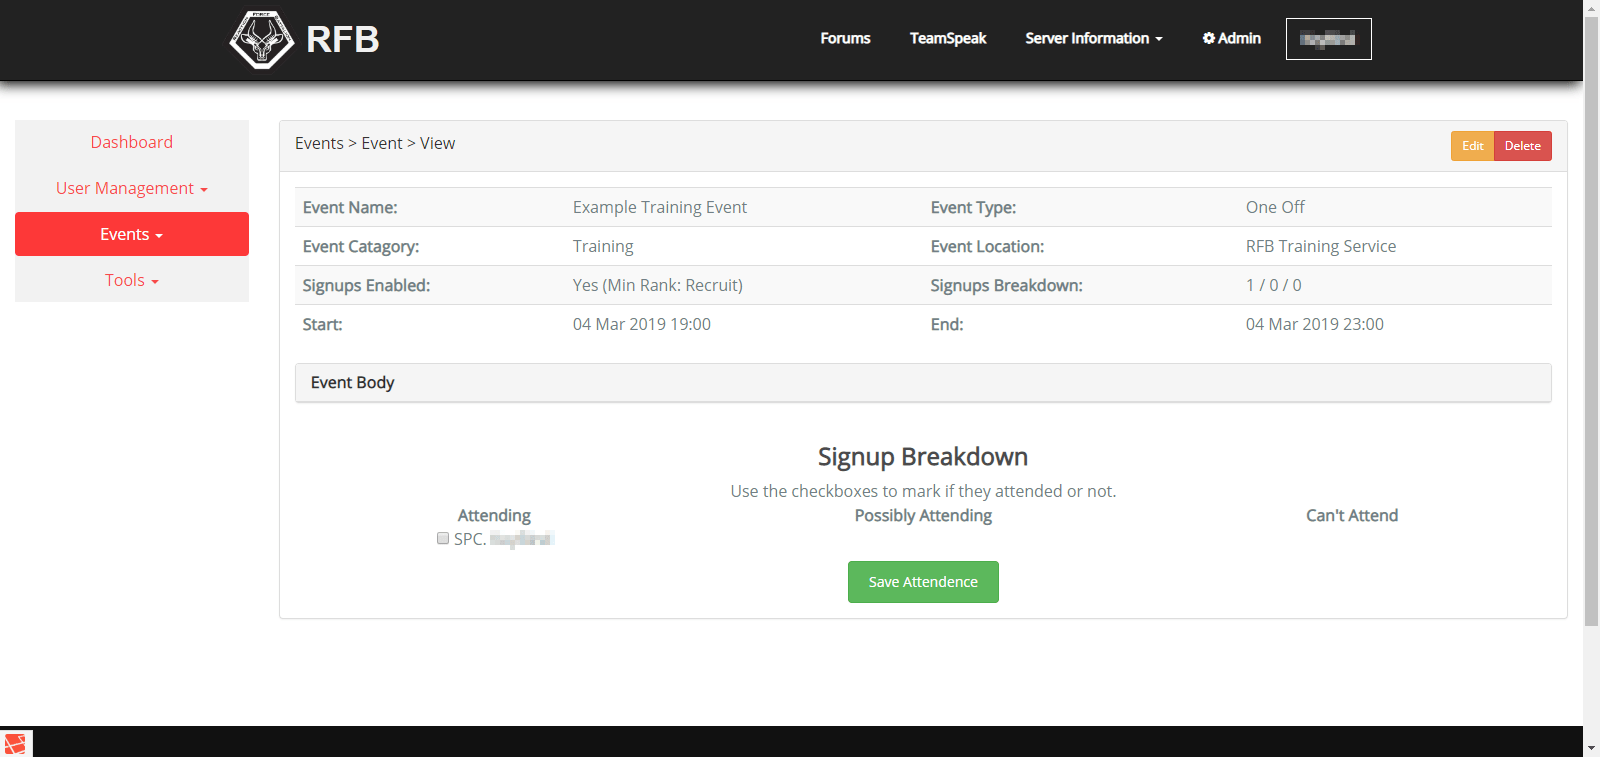 FORCE
RFB
Forums
TeamSpeak
Server Information
Admin
Dashboard
User Management
Events
Tools
Events > Event > View
Edit
Delete
Event Name: Example Training Event Event Type: One Off
Event Catagory: Training Event Location: RFB Training Service
Signups Enabled: Yes (Min Rank: Recruit) Signups Breakdown: 1 / 0 / 0
Start: 04 Mar 2019 19:00 End: 04 Mar 2019 23:00
Event Body
Signup Breakdown
Use the checkboxes to mark if they attended or not.
Attending Possibly Attending Can't Attend
SPC.
Save Attendence